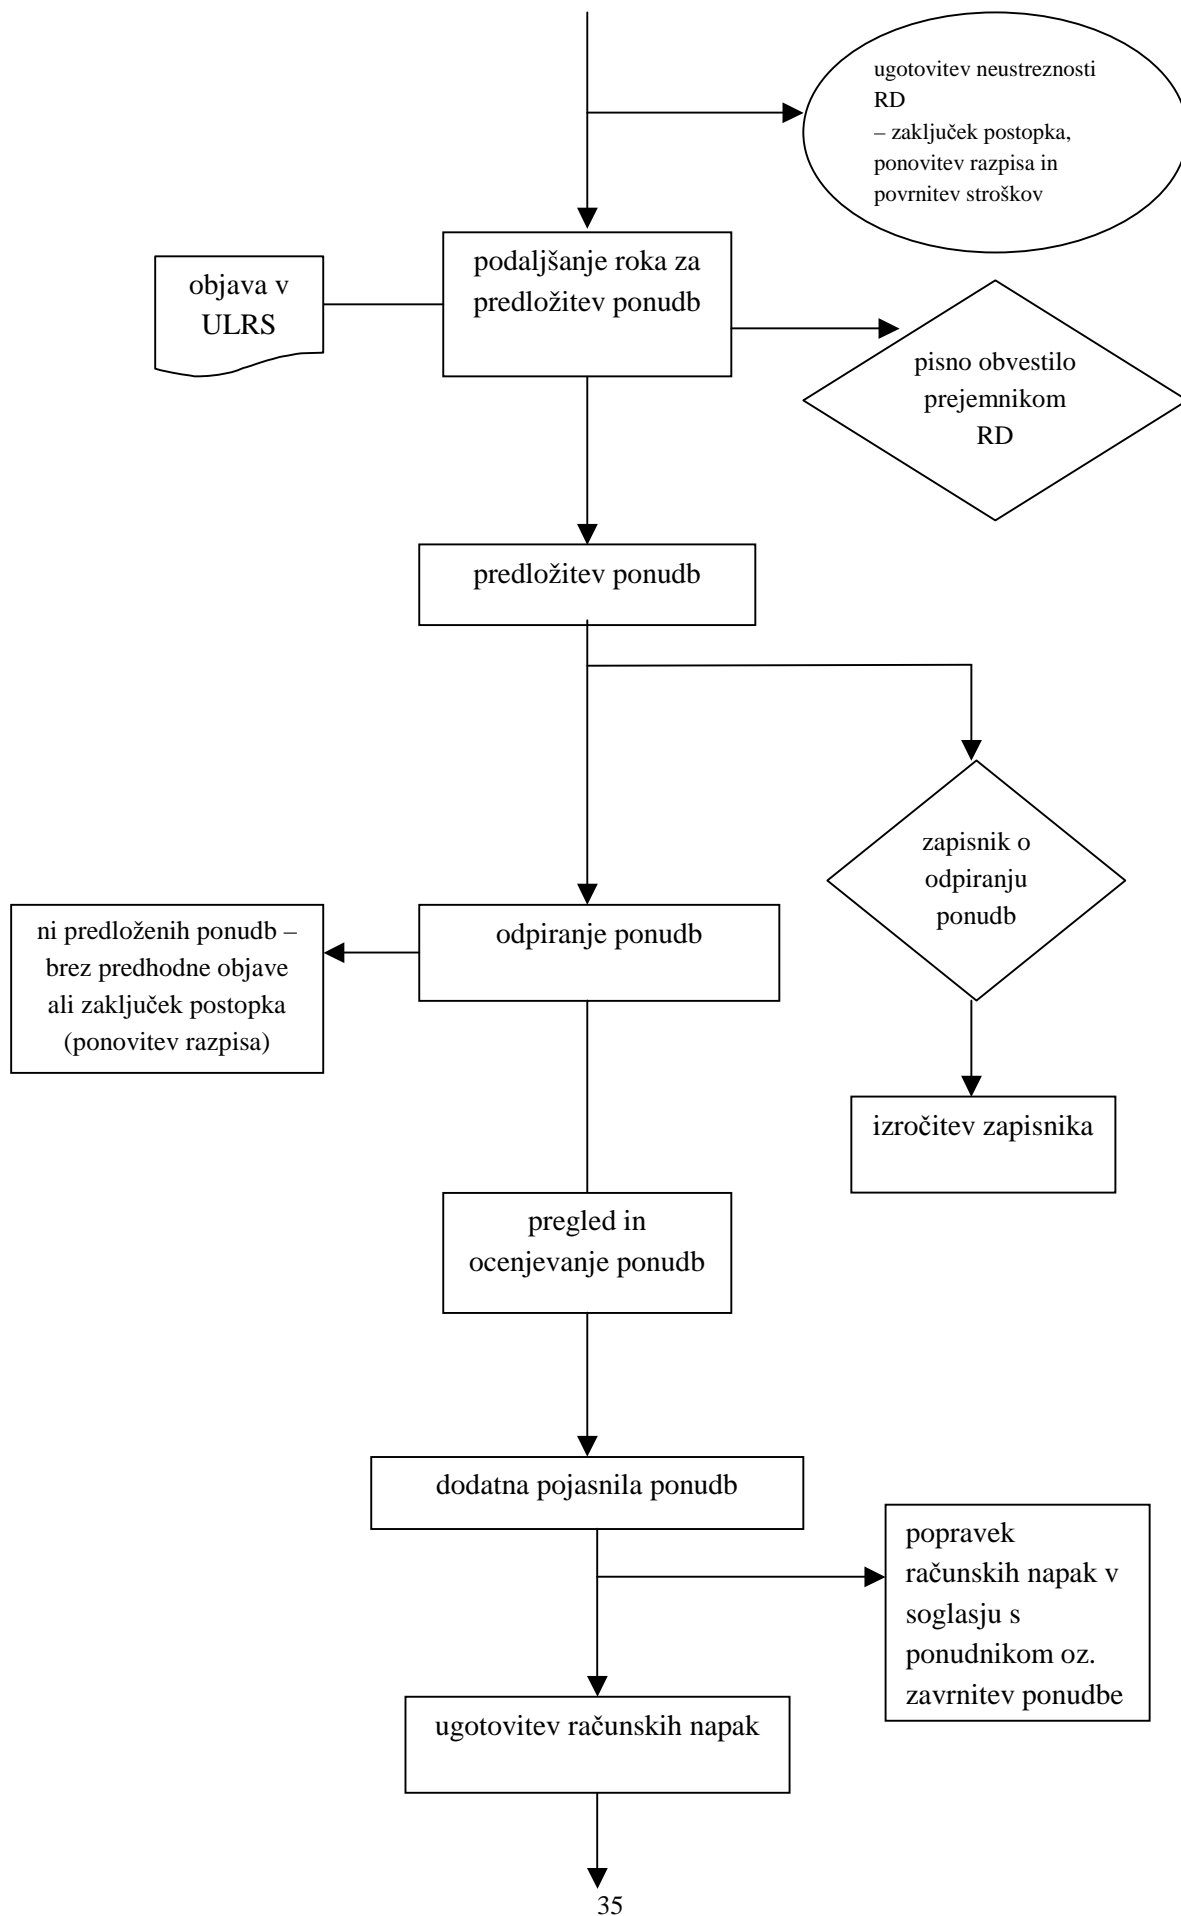 ugotovitev neustreznosti
RD
– zaključek postopka,
ponovitev razpisa in
povrnitev stroškov
podaljšanje roka za
predložitev ponudb
objava v
ULRS
pisno obvestilo
prejemnikom
RD
predložitev ponudb
zapisnik o
odpiranju
ponudb
odpiranje ponudb
ni predloženih ponudb –
brez predhodne objave
ali zaključek postopka
(ponovitev razpisa)
izročitev zapisnika
pregled in
ocenjevanje ponudb
dodatna pojasnila ponudb
popravek
računskih napak v
soglasju s
ponudnikom oz.
zavrnitev ponudbe
ugotovitev računskih napak
35